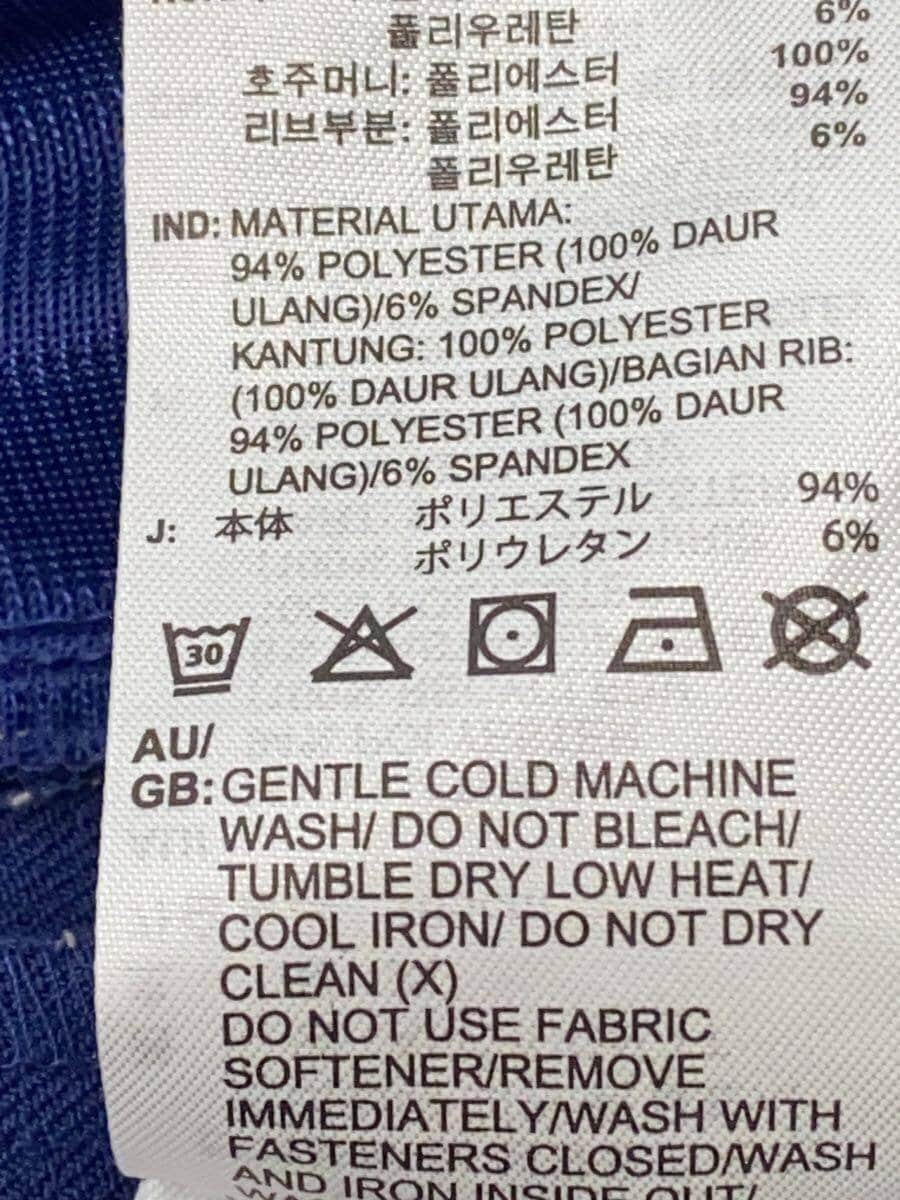 폴리우레탄 6%
호주머니: 폴리에스터 100%
리브부분: 폴리에스터 94%
폴리우레탄 6%
IND: MATERIAL UTAMA:
94% POLYESTER (100% DAUR
ULANG)/6% SPANDEX/
KANTUNG: 100% POLYESTER
(100% DAUR ULANG)/BAGIAN RIB:
94% POLYESTER (100% DAUR
ULANG)/6% SPANDEX
J: 本体 ポリエステル 94%
ポリウレタン 6%
30
AU/
GB: GENTLE COLD MACHINE
WASH/ DO NOT BLEACH/
TUMBLE DRY LOW HEAT/
COOL IRON/ DO NOT DRY
CLEAN (X)
DO NOT USE FABRIC
SOFTENER/REMOVE
IMMEDIATELY/WASH WITH
FASTENERS CLOSED/WASH
AND IRON INSIDE OUT/